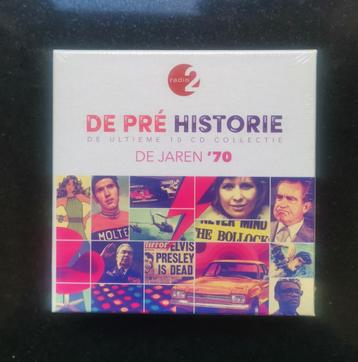 radio 2
DE PRÉ HISTORIE
DE ULTIEME 10 CD COLLECTIE
DE JAREN '70
MOLTE
NEVER MIND
THE BOLLOCK
Mirror
ELVIS
PRESLEY
IS DEAD